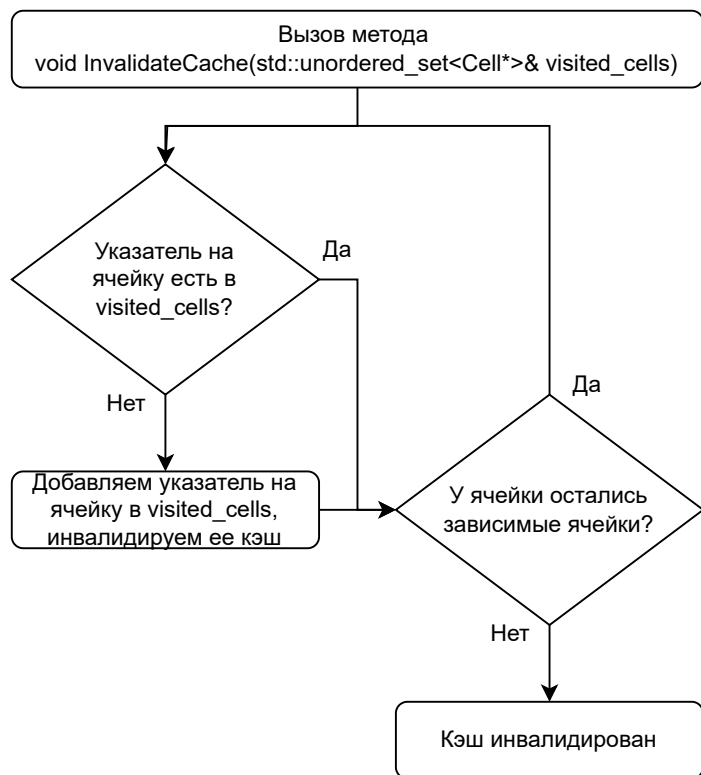 Вызов метода
void InvalidateCache(std::unordered_set<Cell*>& visited_cells)
Указатель на
ячейку есть в
visited_cells?
Да
Нет
Добавляем указатель на
ячейку в visited_cells,
инвалидируем ее кэш
Да
У ячейки остались
зависимые ячейки?
Нет
Кэш инвалидирован